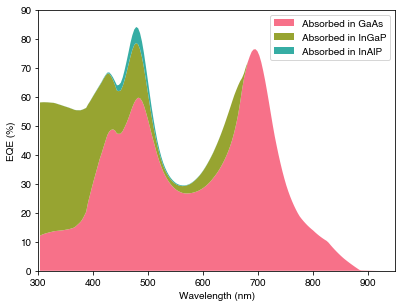 90
80
70
60
50
40
30
20
10
0
EQE (%)
Absorbed in GaAs
Absorbed in InGaP
Absorbed in InAlP
300 400 500 600 700 800 900
Wavelength (nm)